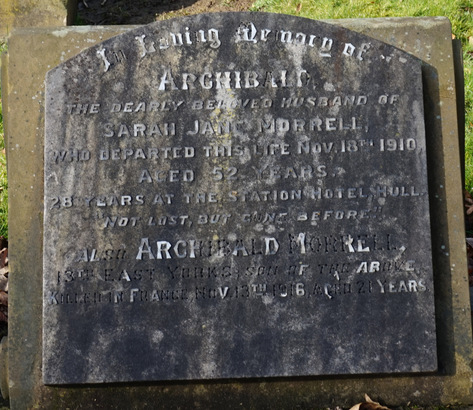 In Loving Memory of
ARCHIBALD,
THE DEARLY BELOVED HUSBAND OF
SARAH JANE MORRELL,
WHO DEPARTED THIS LIFE NOV. 18TH 1910,
AGED 52 YEARS.
28 YEARS AT THE STATION HOTEL, HULL.
"NOT LOST, BUT GONE BEFORE."
ALSO ARCHIBALD MORRELL,
13TH EAST YORKS, SON OF THE ABOVE,
KILLED IN FRANCE, NOV. 13TH 1916, AGED 21 YEARS.